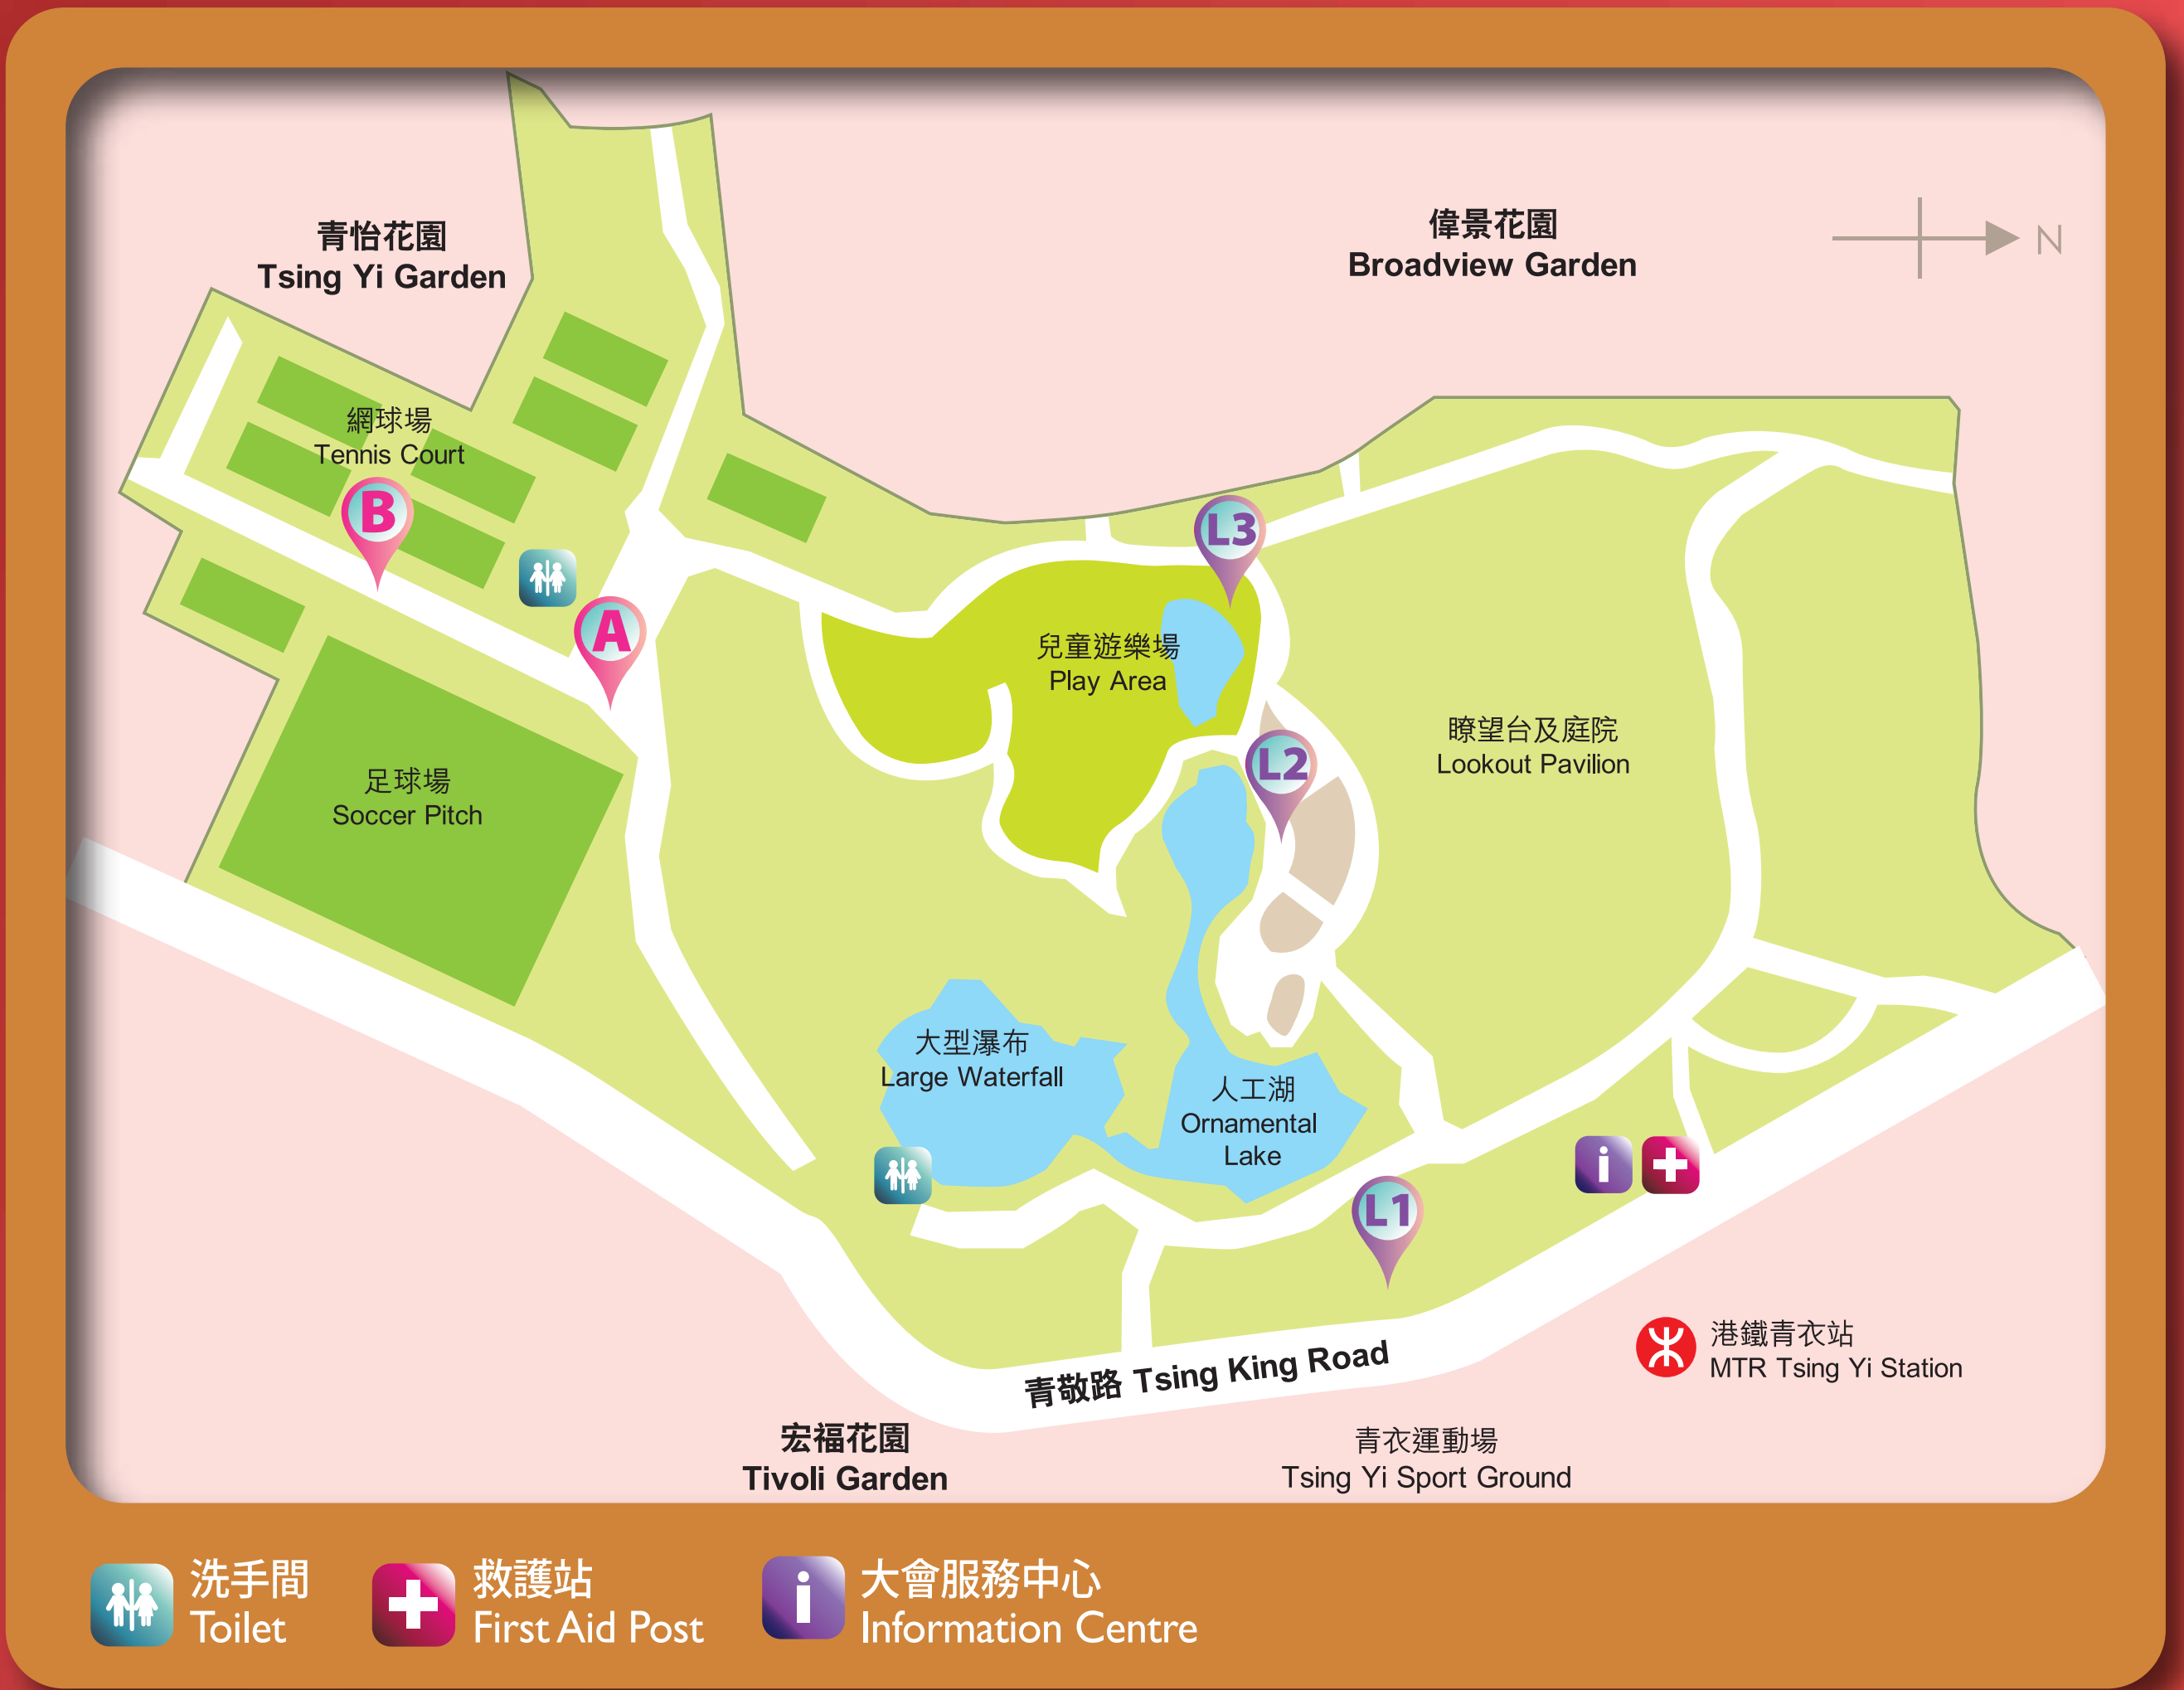 青怡花園
Tsing Yi Garden
偉景花園
Broadview Garden
N
網球場
Tennis Court
B
L3
A
兒童遊樂場
Play Area
瞭望台及庭院
Lookout Pavilion
L2
足球場
Soccer Pitch
大型瀑布
Large Waterfall
人工湖
Ornamental
Lake
i
L1
港鐵青衣站
MTR Tsing Yi Station
青敬路 Tsing King Road
宏福花園
Tivoli Garden
青衣運動場
Tsing Yi Sport Ground
洗手間
Toilet
救護站
First Aid Post
i
大會服務中心
Information Centre